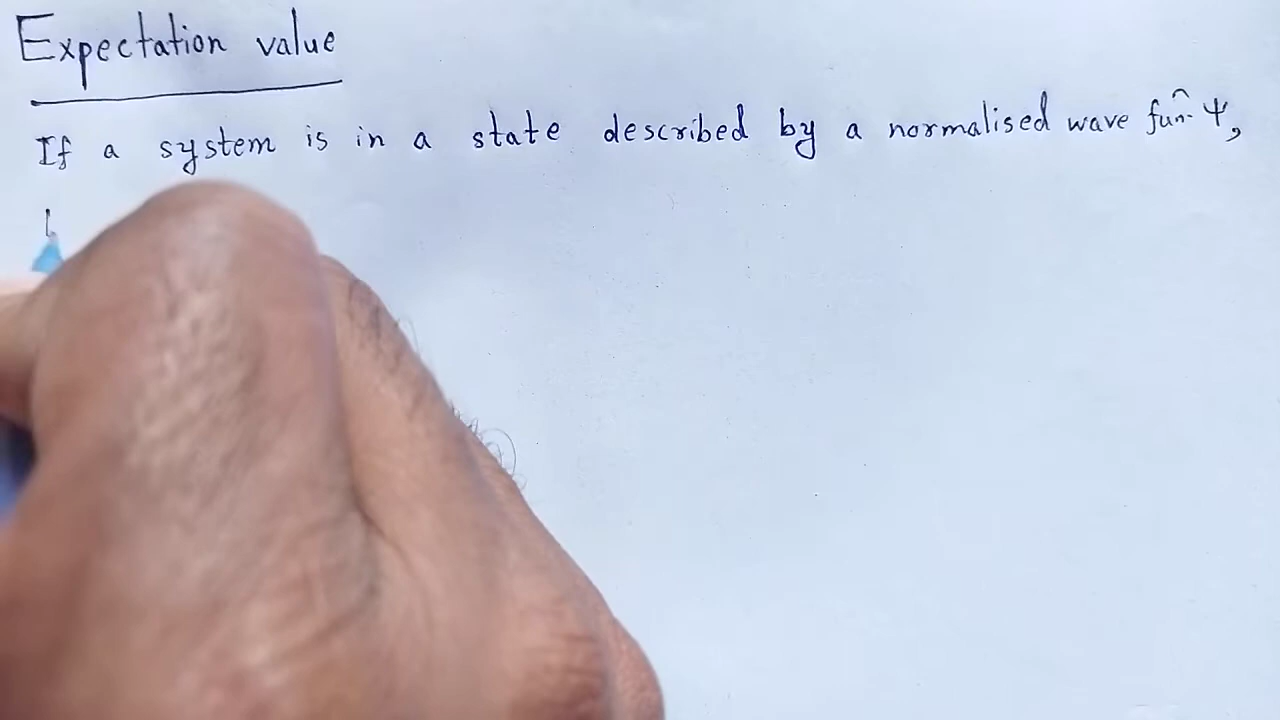 Expectation value
If a system is in a state described by a normalised wave fun^n. Ψ,